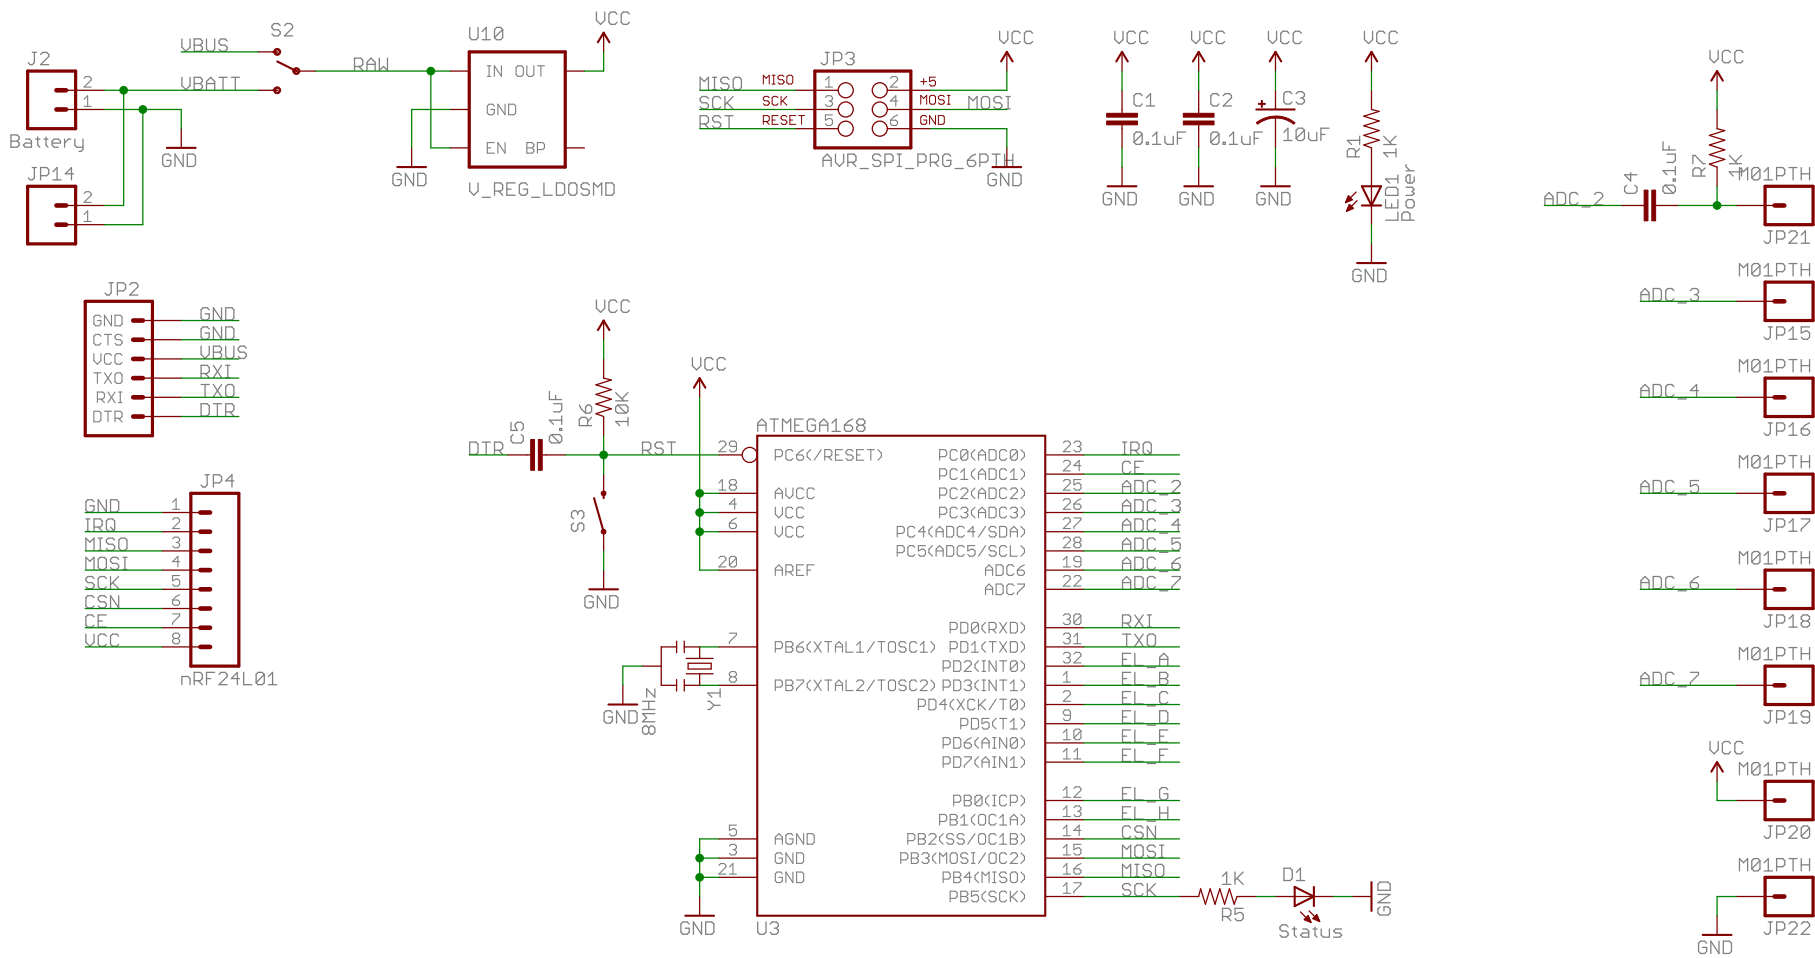 J2
2
1
Battery
VBUS
VBATT
GND
S2
RAW
U10
IN OUT
GND
EN BP
V_REG_LDOSMD
GND
VCC
JP14
2
1
JP3
MISO MISO 1 2 +5
SCK SCK 3 4 MOSI MOSI
RST RESET 5 6 GND
AVR_SPI_PRG_6PTH
VCC
GND
VCC
C1
0.1uF
GND
VCC
C2
0.1uF
GND
VCC
+
C3
10uF
GND
VCC
R1
1K
LED1
Power
GND
VCC
R7
1K
ADC_2
C4
0.1uF
M01PTH
JP21
ADC_3
M01PTH
JP15
ADC_4
M01PTH
JP16
ADC_5
M01PTH
JP17
ADC_6
M01PTH
JP18
ADC_7
M01PTH
JP19
VCC
M01PTH
JP20
M01PTH
JP22
GND
JP2
GND GND
CTS GND
VCC VBUS
TXO RXI
RXI TXO
DTR DTR
JP4
GND 1
IRQ 2
MISO 3
MOSI 4
SCK 5
CSN 6
CE 7
VCC 8
nRF24L01
VCC
R6
10K
DTR
C5
0.1uF
RST
S3
GND
VCC
ATMEGA168
29 PC6(/RESET)
18 AVCC
4 VCC
6 VCC
20 AREF
7 PB6(XTAL1/TOSC1)
8 PB7(XTAL2/TOSC2)
5 AGND
3 GND
21 GND
GND
U3
GND
8MHz
Y1
PC0(ADC0) 23 IRQ
PC1(ADC1) 24 CE
PC2(ADC2) 25 ADC_2
PC3(ADC3) 26 ADC_3
PC4(ADC4/SDA) 27 ADC_4
PC5(ADC5/SCL) 28 ADC_5
ADC6 19 ADC_6
ADC7 22 ADC_7
PD0(RXD) 30 RXI
PD1(TXD) 31 TXO
PD2(INT0) 32 EL_A
PD3(INT1) 1 EL_B
PD4(XCK/T0) 2 EL_C
PD5(T1) 9 EL_D
PD6(AIN0) 10 EL_E
PD7(AIN1) 11 EL_F
PB0(ICP) 12 EL_G
PB1(OC1A) 13 EL_H
PB2(SS/OC1B) 14 CSN
PB3(MOSI/OC2) 15 MOSI
PB4(MISO) 16 MISO
PB5(SCK) 17 SCK
1K
R5
D1
Status
GND